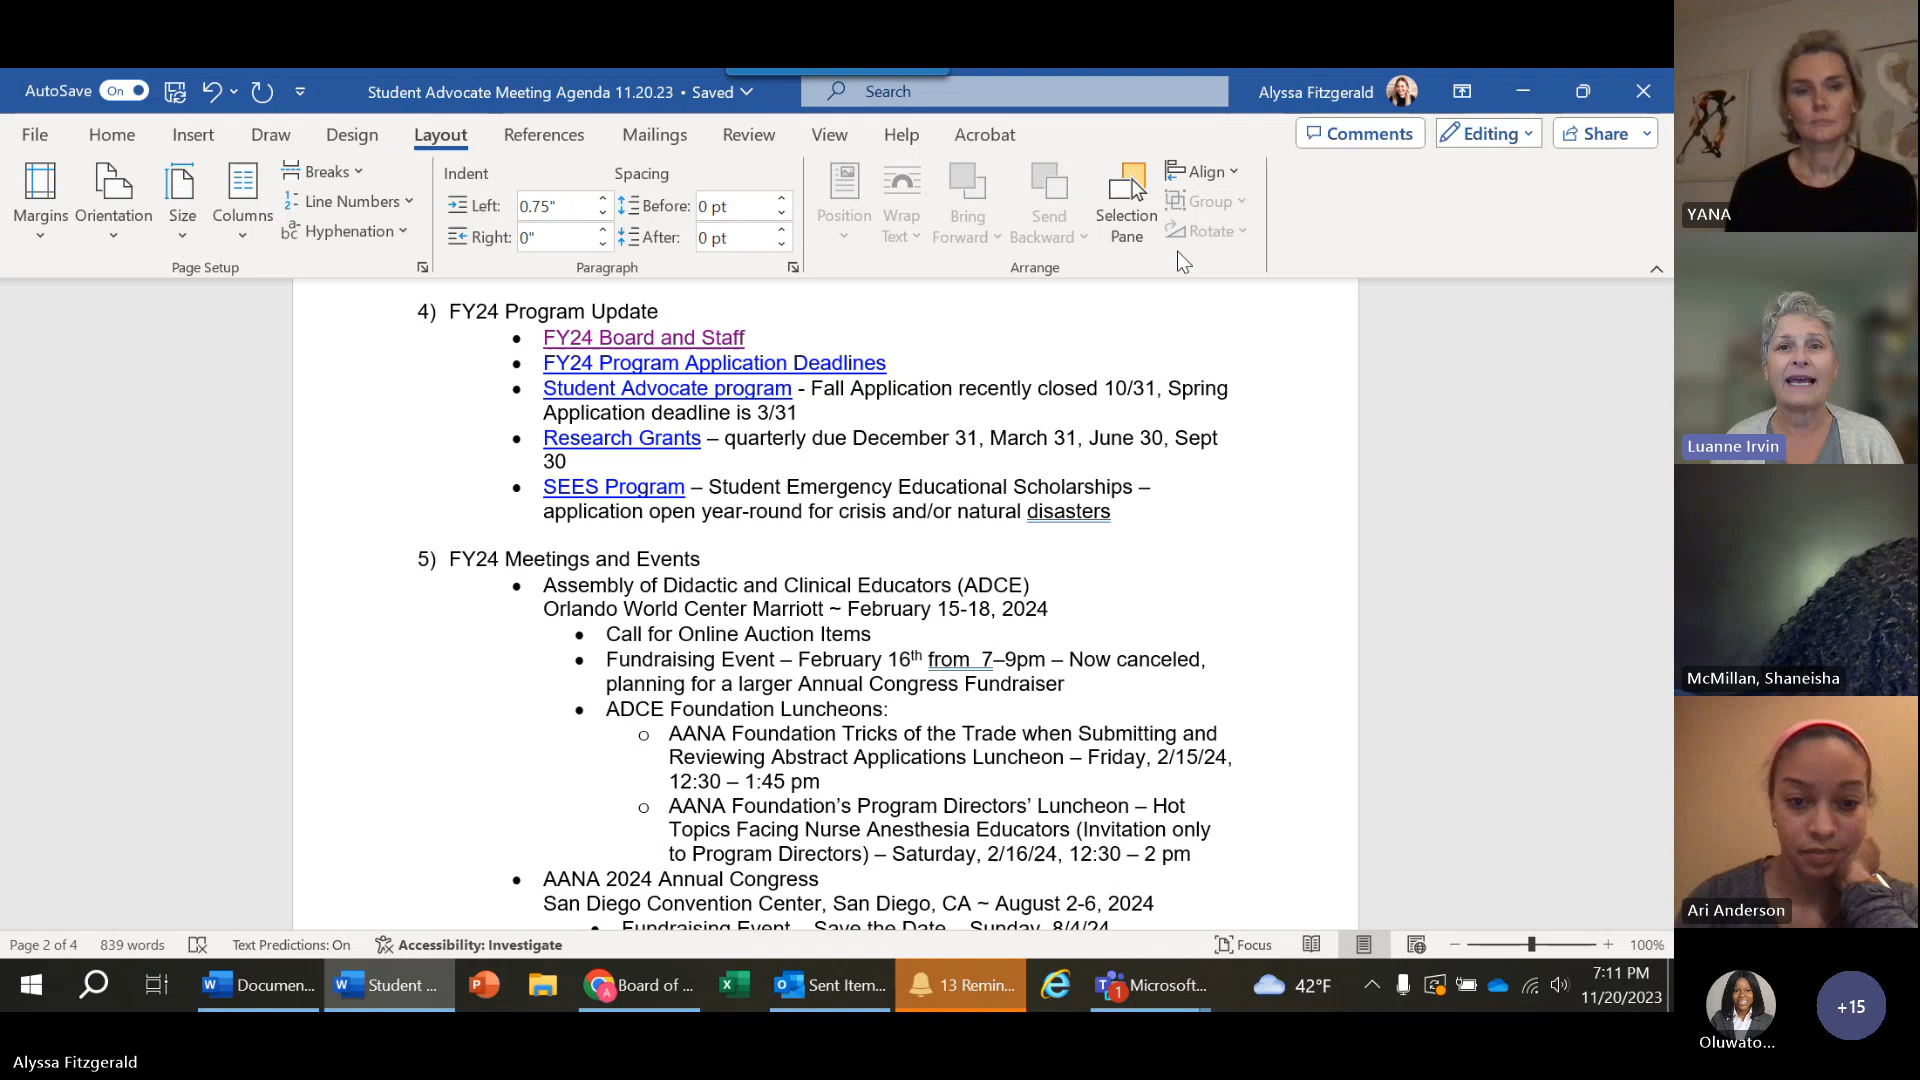 AutoSave On Student Advocate Meeting Agenda 11.20.23 • Saved Search Alyssa Fitzgerald
File Home Insert Draw Design Layout References Mailings Review View Help Acrobat Comments Editing Share
Margins Orientation Size Columns Breaks Line Numbers Hyphenation
Page Setup
Indent Spacing
Left: 0.75" Before: 0 pt
Right: 0" After: 0 pt
Paragraph
Position Wrap Text Bring Forward Send Backward Selection Pane Align Group Rotate
Arrange
4) FY24 Program Update
• FY24 Board and Staff
• FY24 Program Application Deadlines
• Student Advocate program - Fall Application recently closed 10/31, Spring
Application deadline is 3/31
• Research Grants – quarterly due December 31, March 31, June 30, Sept
30
• SEES Program – Student Emergency Educational Scholarships –
application open year-round for crisis and/or natural disasters
5) FY24 Meetings and Events
• Assembly of Didactic and Clinical Educators (ADCE)
Orlando World Center Marriott ~ February 15-18, 2024
• Call for Online Auction Items
• Fundraising Event – February 16th from 7–9pm – Now canceled,
planning for a larger Annual Congress Fundraiser
• ADCE Foundation Luncheons:
o AANA Foundation Tricks of the Trade when Submitting and
Reviewing Abstract Applications Luncheon – Friday, 2/15/24,
12:30 – 1:45 pm
o AANA Foundation’s Program Directors’ Luncheon – Hot
Topics Facing Nurse Anesthesia Educators (Invitation only
to Program Directors) – Saturday, 2/16/24, 12:30 – 2 pm
• AANA 2024 Annual Congress
San Diego Convention Center, San Diego, CA ~ August 2-6, 2024
• Fundraising Event – Save the Date – Sunday, 8/4/24
Page 2 of 4 839 words Text Predictions: On Accessibility: Investigate Focus 100%
Documen... Student ... Board of ... Sent Item... 13 Remin... Microsoft... 42°F 7:11 PM
11/20/2023
Alyssa Fitzgerald
YANA
Luanne Irvin
McMillan, Shaneisha
Ari Anderson
Oluwato...
+15